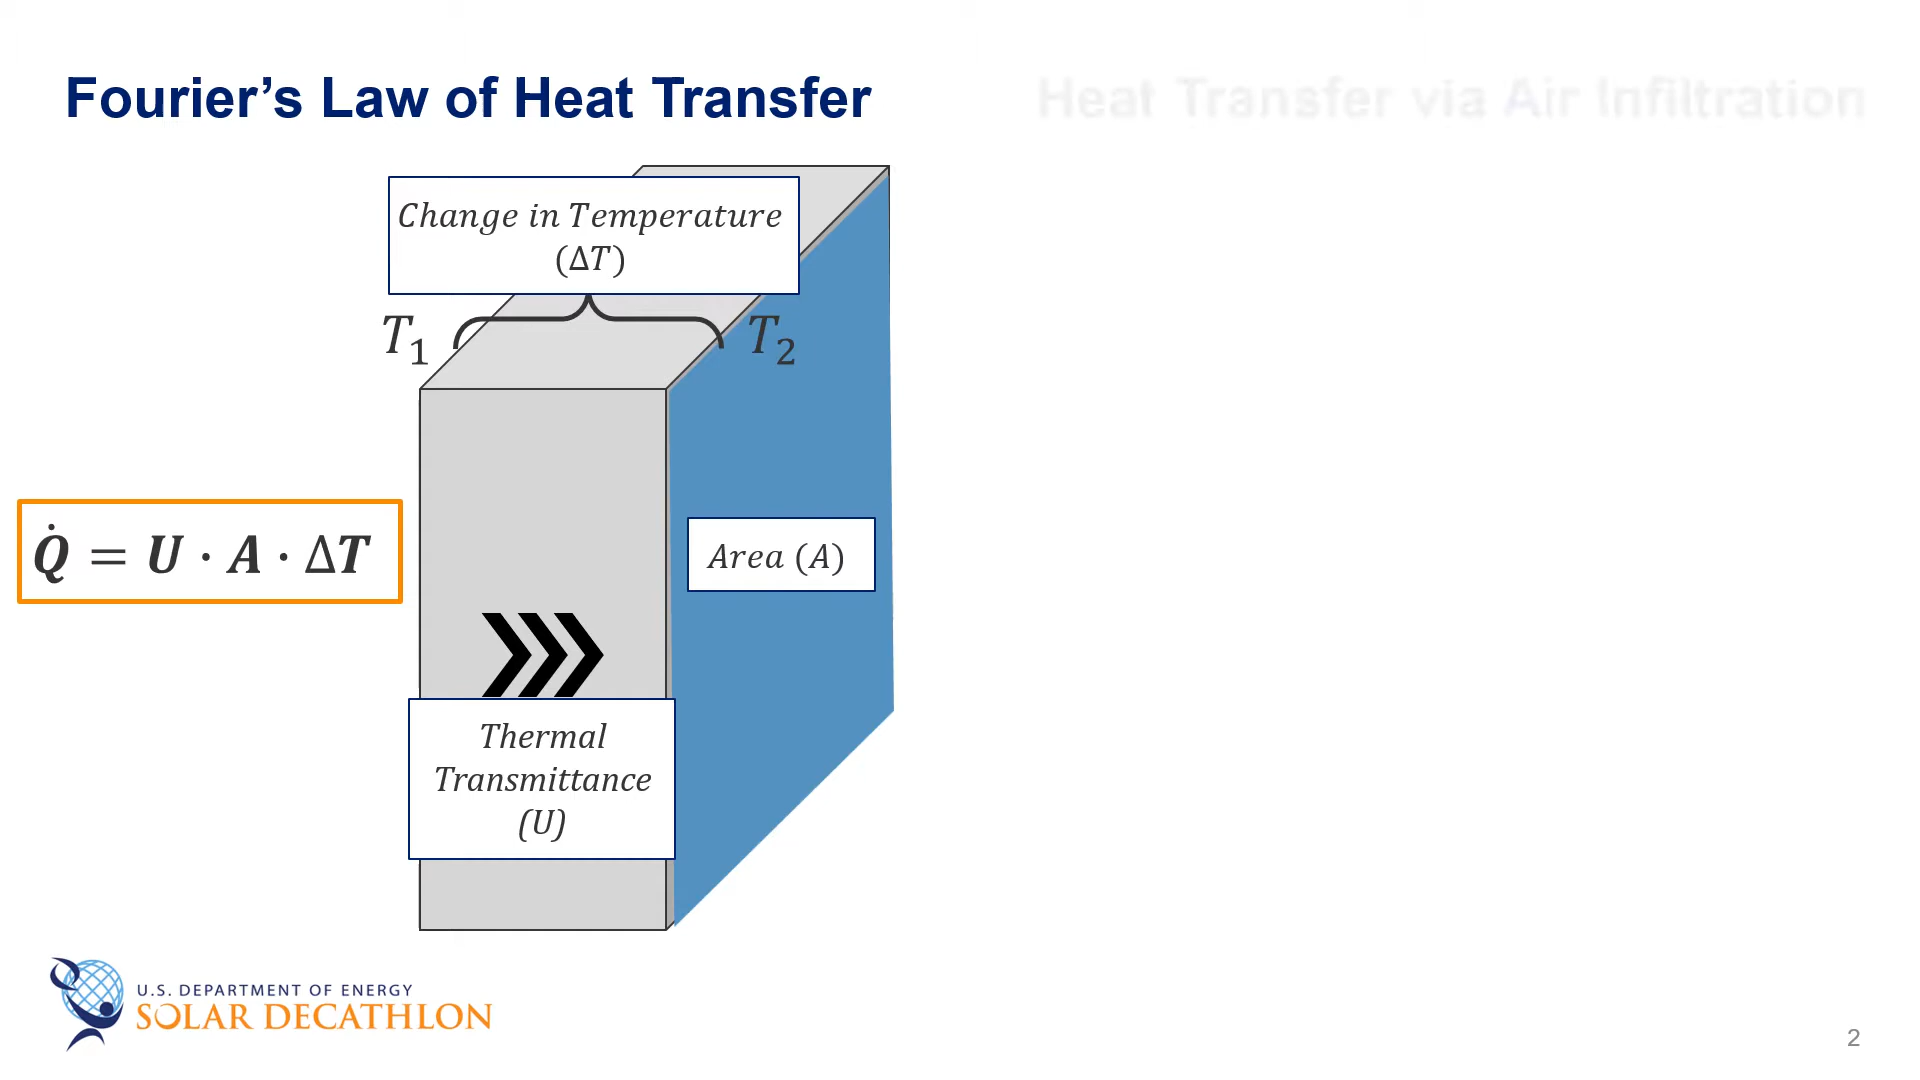 Fourier’s Law of Heat Transfer
Heat Transfer via Air Infiltration
Change in Temperature
(ΔT)
T₁
T₂
Q̇ = U · A · ΔT
Area (A)
Thermal
Transmittance
(U)
U.S. DEPARTMENT OF ENERGY
SOLAR DECATHLON
2